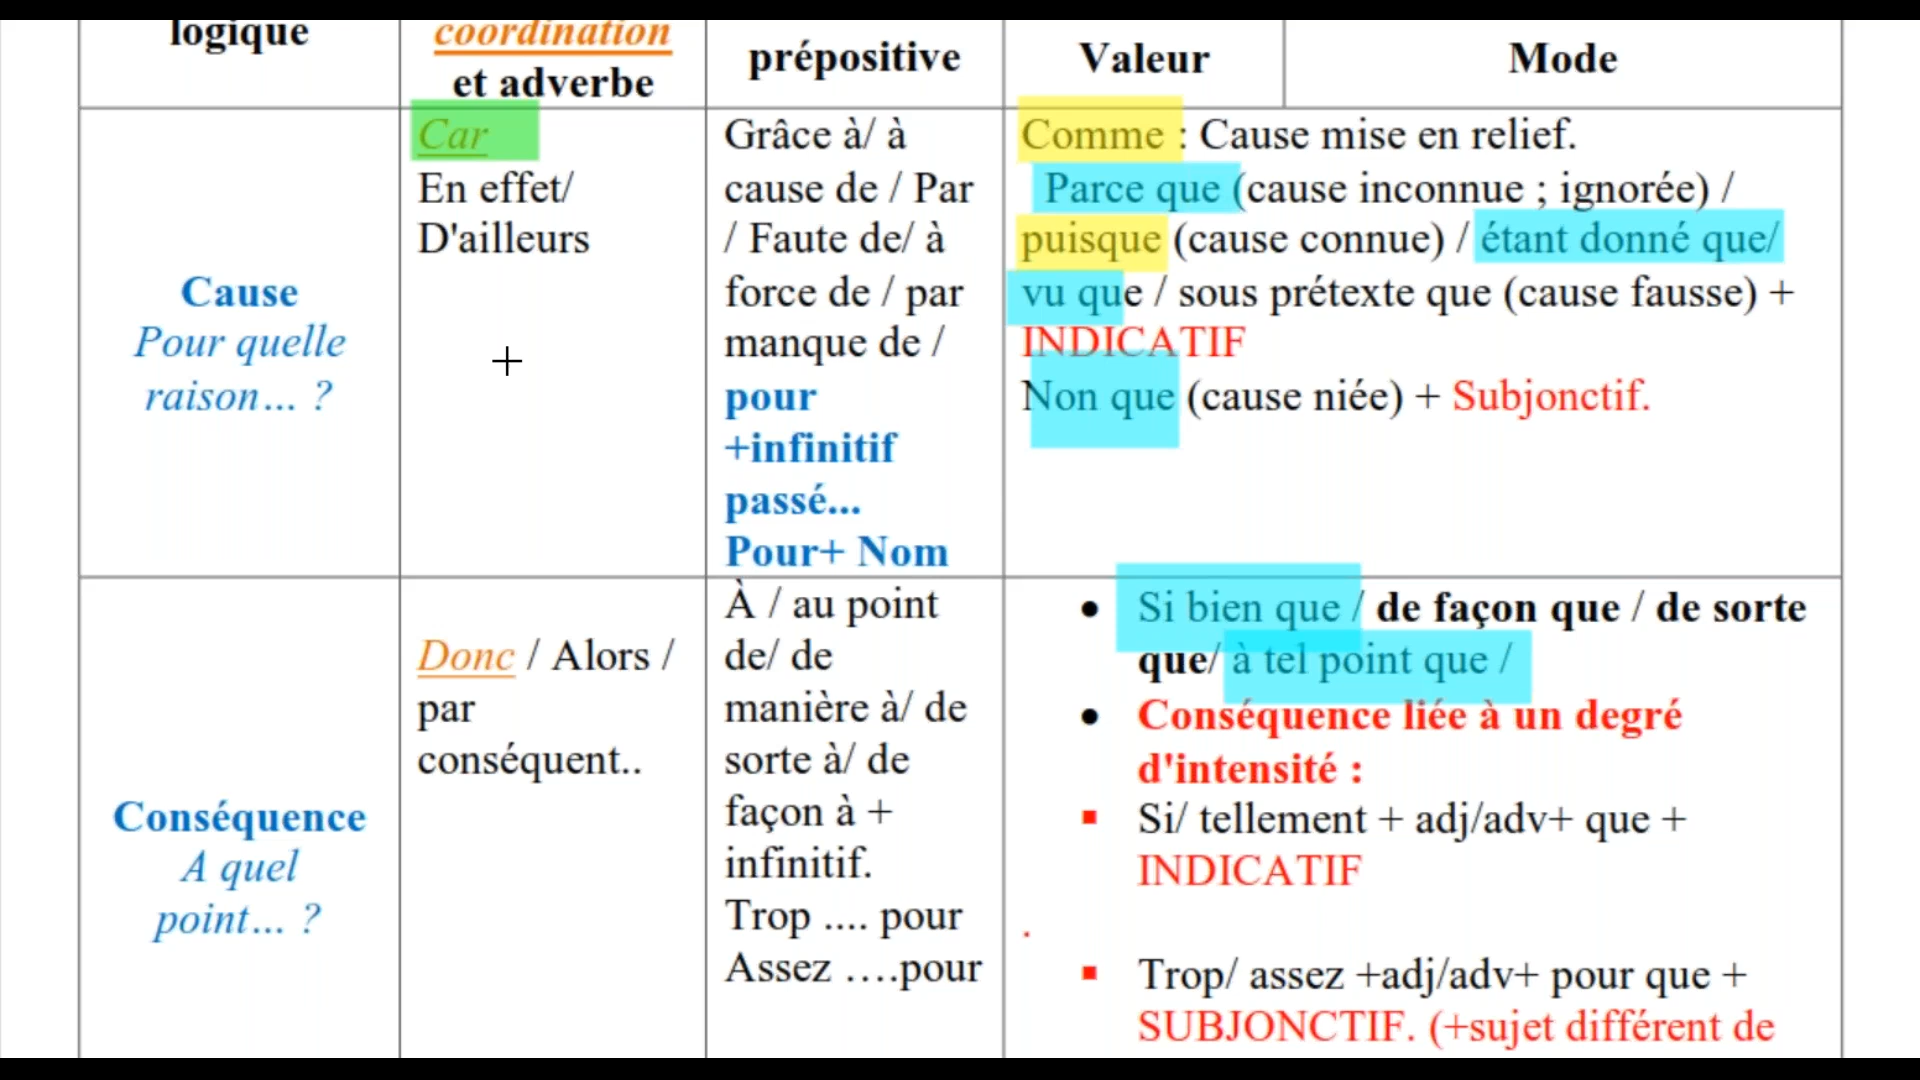 logique
coordination
et adverbe
prépositive
Valeur
Mode
Cause
Pour quelle
raison… ?
Car
En effet/
D'ailleurs
Grâce à/ à
cause de / Par
/ Faute de/ à
force de / par
manque de /
pour
+infinitif
passé...
Pour+ Nom
Comme : Cause mise en relief.
Parce que (cause inconnue ; ignorée) /
puisque (cause connue) / étant donné que/
vu que / sous prétexte que (cause fausse) +
INDICATIF
Non que (cause niée) + Subjonctif.
Conséquence
A quel
point… ?
Donc / Alors /
par
conséquent..
À / au point
de/ de
manière à/ de
sorte à/ de
façon à +
infinitif.
Trop .... pour
Assez ….pour
• Si bien que / de façon que / de sorte
que/ à tel point que /
• Conséquence liée à un degré
d'intensité :
▪ Si/ tellement + adj/adv+ que +
INDICATIF
.
▪ Trop/ assez +adj/adv+ pour que +
SUBJONCTIF. (+sujet différent de